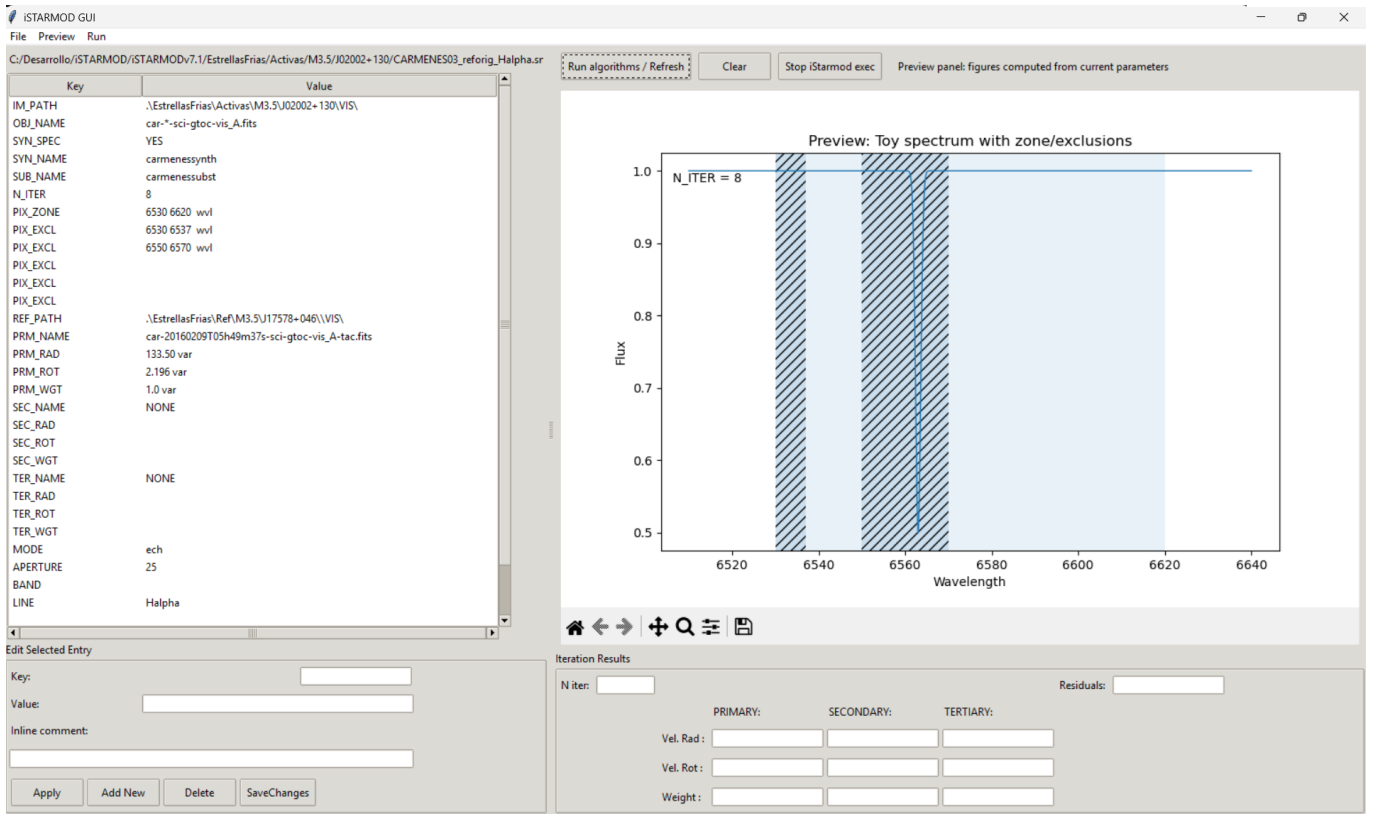 iSTARMOD GUI
File Preview Run
C:/Desarrollo/iSTARMOD/iSTARMODv7.1/EstrellasFrias/Activas/M3.5/J02002+130/CARMENES03_reforig_Halpha.sr
Key Value
IM_PATH .\EstrellasFrias\Activas\M3.5\J02002+130\VIS\
OBJ_NAME car-*-sci-gtoc-vis_A.fits
SYN_SPEC YES
SYN_NAME carmenessynth
SUB_NAME carmenessubst
N_ITER 8
PIX_ZONE 6530 6620 wvl
PIX_EXCL 6530 6537 wvl
PIX_EXCL 6550 6570 wvl
PIX_EXCL
PIX_EXCL
PIX_EXCL
REF_PATH .\EstrellasFrias\Ref\M3.5\J17578+046\\VIS\
PRM_NAME car-20160209T05h49m37s-sci-gtoc-vis_A-tac.fits
PRM_RAD 133.50 var
PRM_ROT 2.196 var
PRM_WGT 1.0 var
SEC_NAME NONE
SEC_RAD
SEC_ROT
SEC_WGT
TER_NAME NONE
TER_RAD
TER_ROT
TER_WGT
MODE ech
APERTURE 25
BAND
LINE Halpha
Edit Selected Entry
Key:
Value:
Inline comment:
Apply Add New Delete SaveChanges
Run algorithms / Refresh Clear Stop iStarmod exec Preview panel: figures computed from current parameters
Preview: Toy spectrum with zone/exclusions
N_ITER = 8
1.0
0.9
0.8
0.7
0.6
0.5
Flux
6520 6540 6560 6580 6600 6620 6640
Wavelength
Iteration Results
N iter: Residuals:
PRIMARY: SECONDARY: TERTIARY:
Vel. Rad :
Vel. Rot :
Weight :